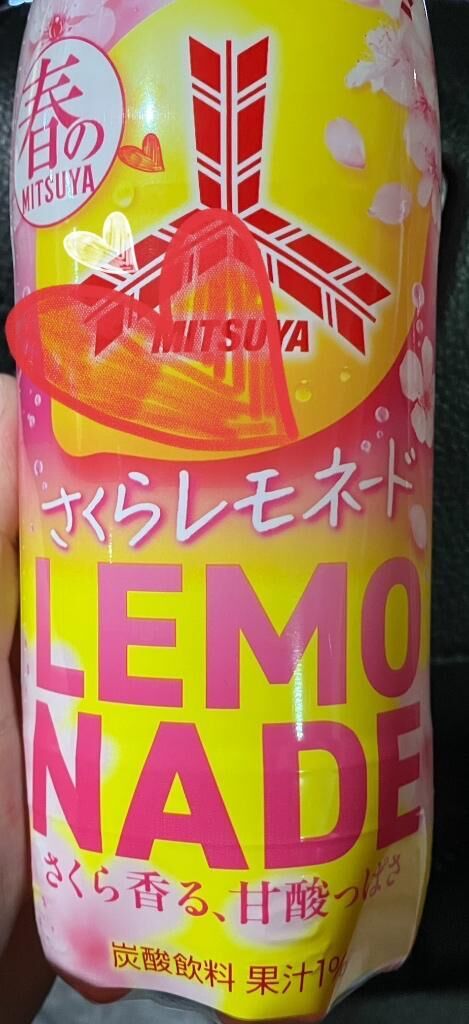 春の
MITSUYA
MITSUYA
さくらレモネード
LEMO
NADE
さくら香る、甘酸っぱさ
炭酸飲料 果汁1%